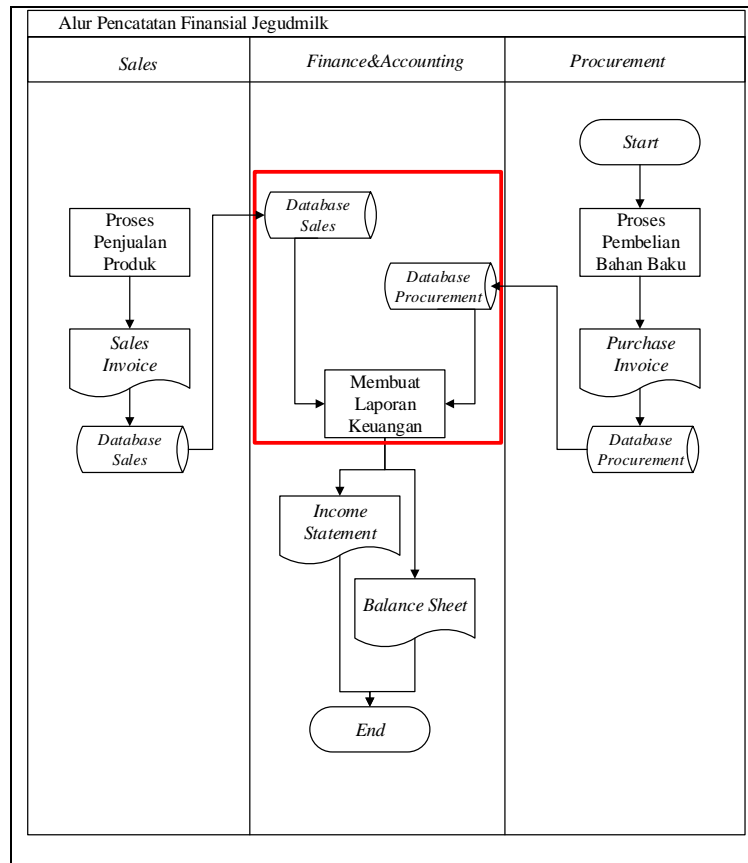 Alur Pencatatan Finansial Jegudmilk
Sales
Finance&Accounting
Procurement
Start
Database
Sales
Proses
Penjualan
Produk
Proses
Pembelian
Bahan Baku
Database
Procurement
Sales
Invoice
Purchase
Invoice
Membuat
Laporan
Keuangan
Database
Sales
Database
Procurement
Income
Statement
Balance Sheet
End